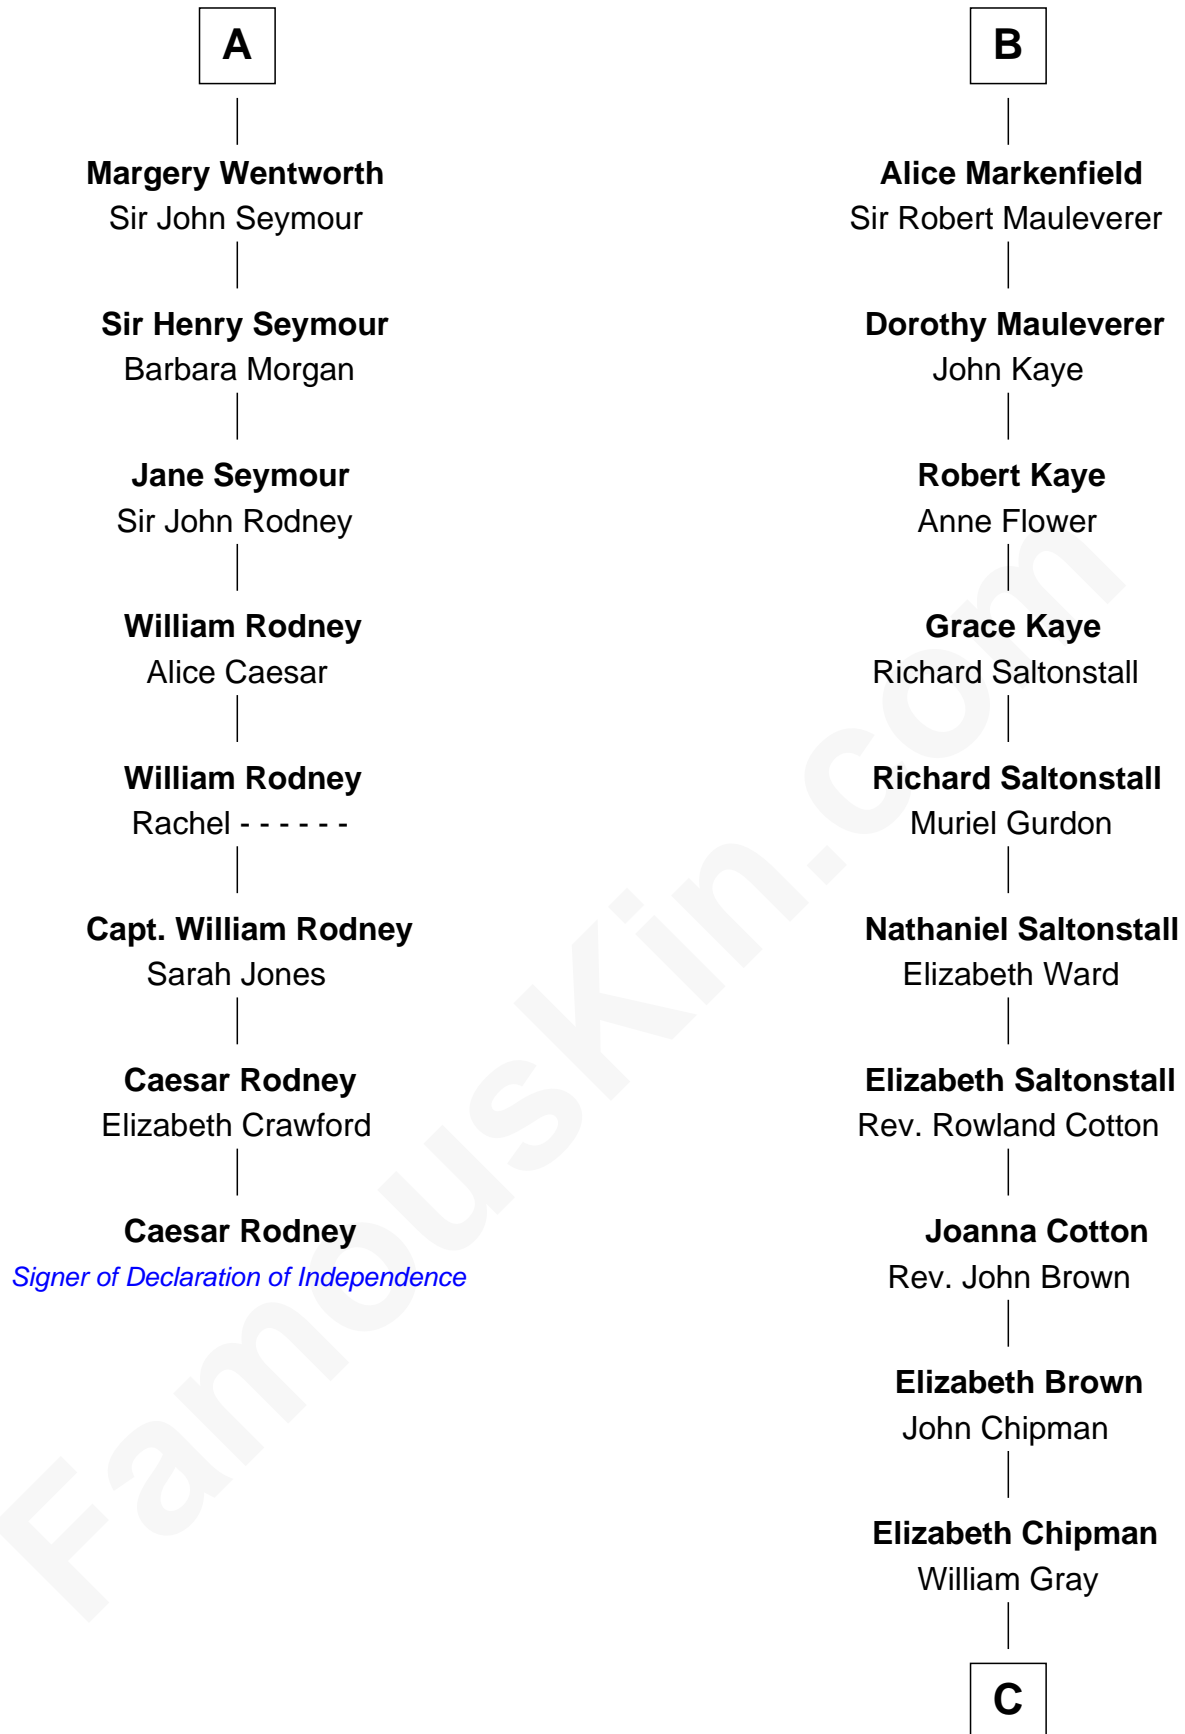 A
Margery Wentworth
Sir John Seymour
Sir Henry Seymour
Barbara Morgan
Jane Seymour
Sir John Rodney
William Rodney
Alice Caesar
William Rodney
Rachel - - - - - -
Capt. William Rodney
Sarah Jones
Caesar Rodney
Elizabeth Crawford
Caesar Rodney
Signer of Declaration of Independence
B
Alice Markenfield
Sir Robert Mauleverer
Dorothy Mauleverer
John Kaye
Robert Kaye
Anne Flower
Grace Kaye
Richard Saltonstall
Richard Saltonstall
Muriel Gurdon
Nathaniel Saltonstall
Elizabeth Ward
Elizabeth Saltonstall
Rev. Rowland Cotton
Joanna Cotton
Rev. John Brown
Elizabeth Brown
John Chipman
Elizabeth Chipman
William Gray
C
FamousKin.com